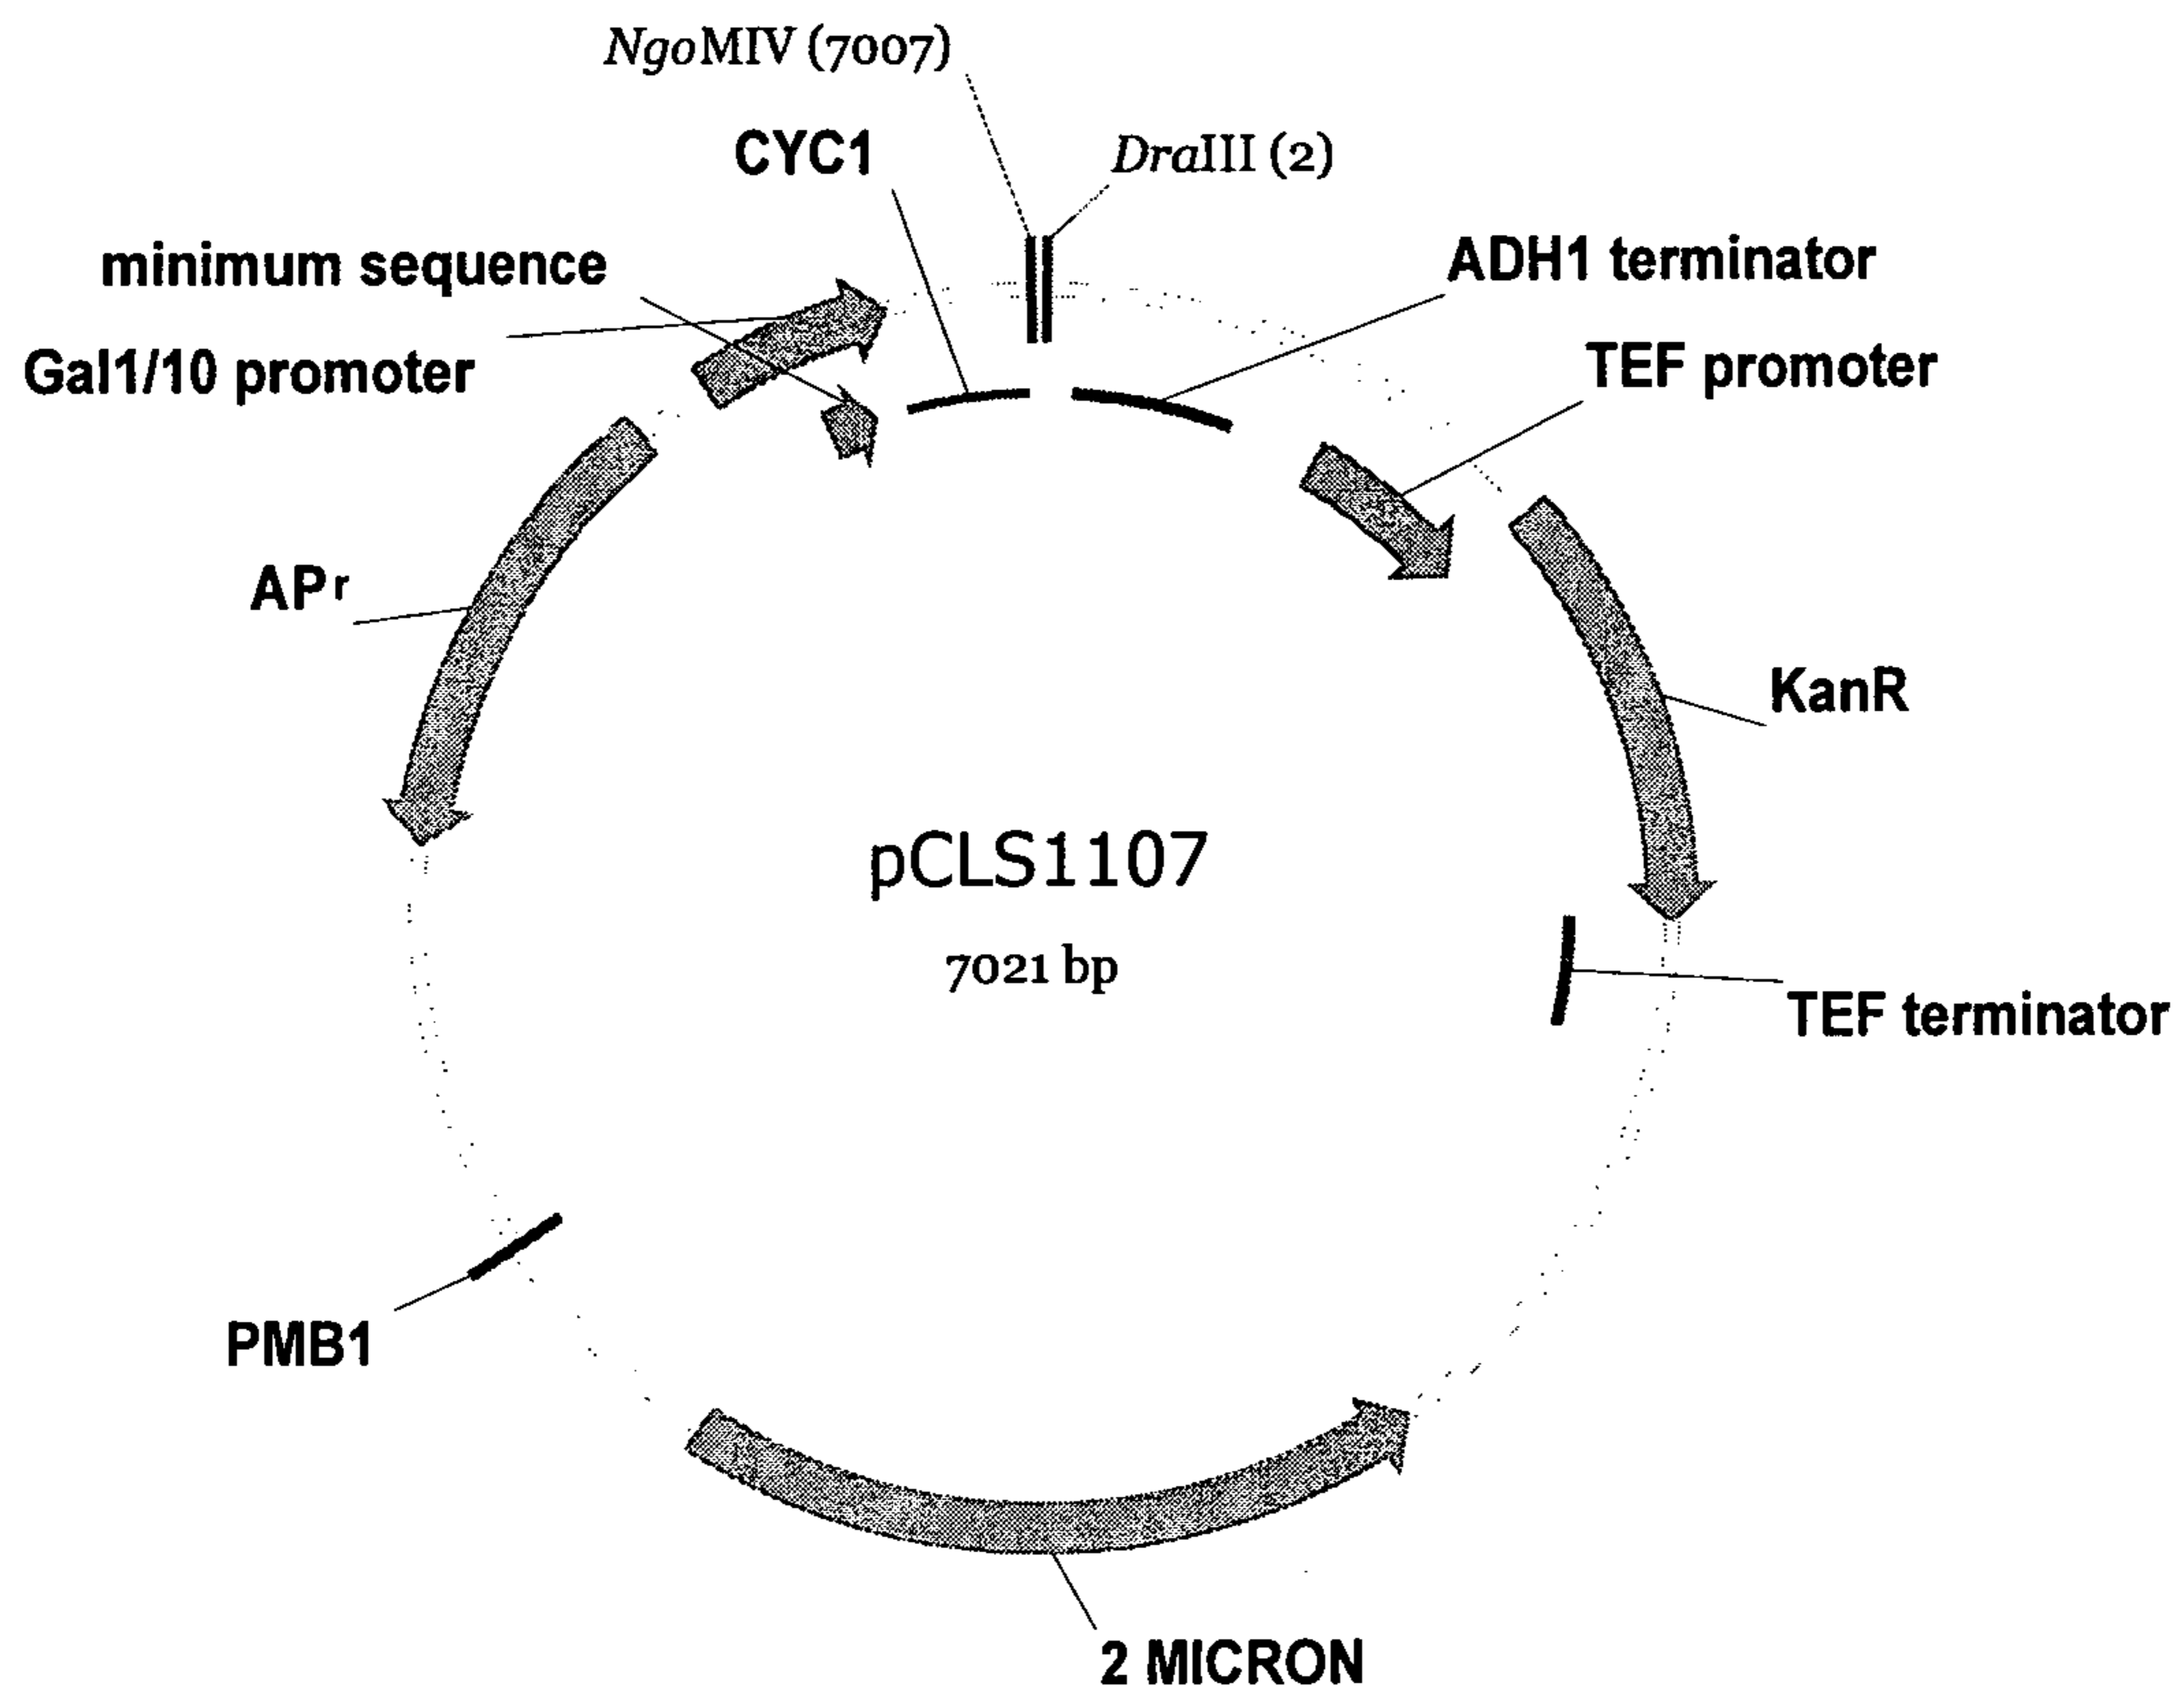 NgoMIV (7007)
CYC1
DraIII (2)
minimum sequence
ADH1 terminator
Gal1/10 promoter
TEF promoter
APr
KanR
pCLS1107
7021 bp
TEF terminator
PMB1
2 MICRON